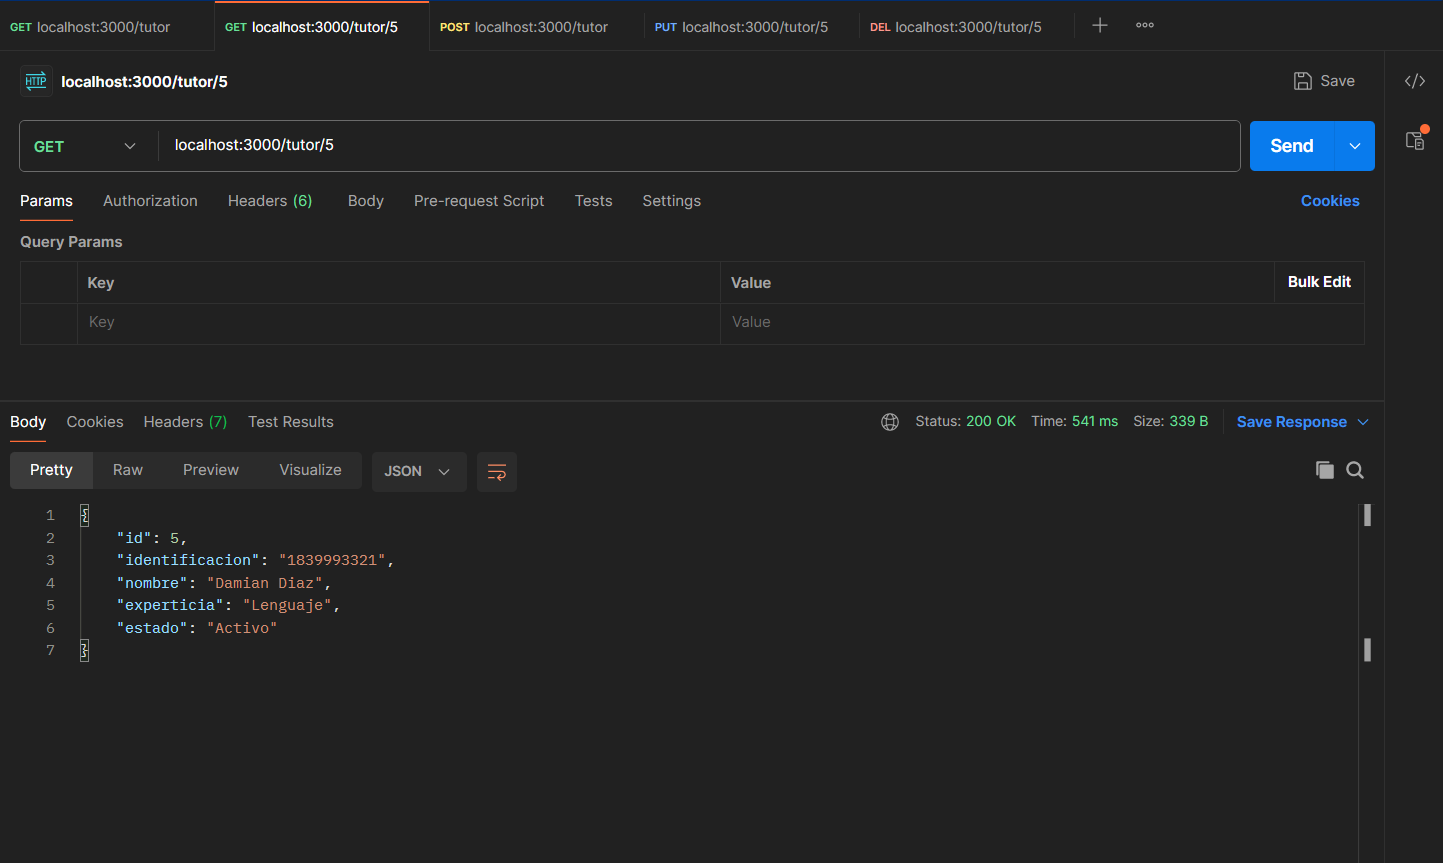 GET localhost:3000/tutor GET localhost:3000/tutor/5 POST localhost:3000/tutor PUT localhost:3000/tutor/5 DEL localhost:3000/tutor/5
HTTP localhost:3000/tutor/5 Save
GET localhost:3000/tutor/5 Send
Params Authorization Headers (6) Body Pre-request Script Tests Settings Cookies
Query Params
Key Value Bulk Edit
Key Value
Body Cookies Headers (7) Test Results Status: 200 OK Time: 541 ms Size: 339 B Save Response
Pretty Raw Preview Visualize JSON
1 {
2 "id": 5,
3 "identificacion": "1839993321",
4 "nombre": "Damian Diaz",
5 "experticia": "Lenguaje",
6 "estado": "Activo"
7 }